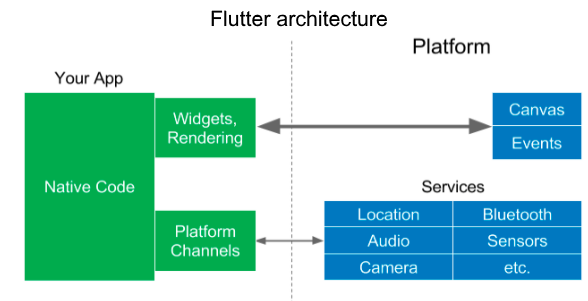 Flutter architecture
Platform
Your App
Native Code
Widgets,
Rendering
Canvas
Events
Platform
Channels
Services
Location
Bluetooth
Audio
Sensors
Camera
etc.